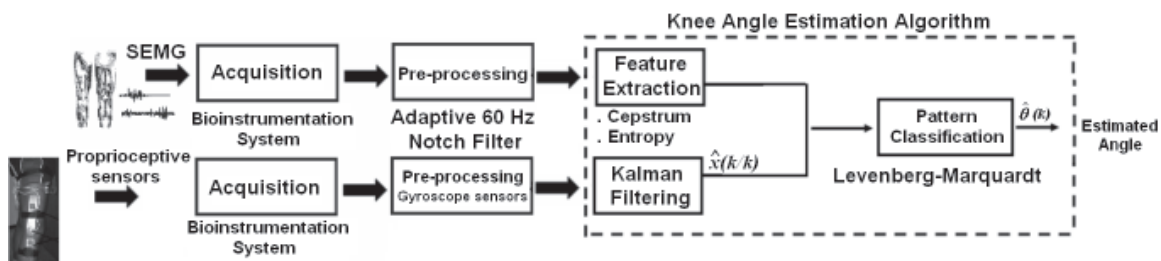 Knee Angle Estimation Algorithm
SEMG
Acquisition
Bioinstrumentation
System
Pre-processing
Adaptive 60 Hz
Notch Filter
Feature
Extraction
. Cepstrum
. Entropy
Proprioceptive
sensors
Acquisition
Bioinstrumentation
System
Pre-processing
Gyroscope sensors
Kalman
Filtering
x̂(k/k)
Pattern
Classification
Levenberg-Marquardt
θ̂(k)
Estimated
Angle